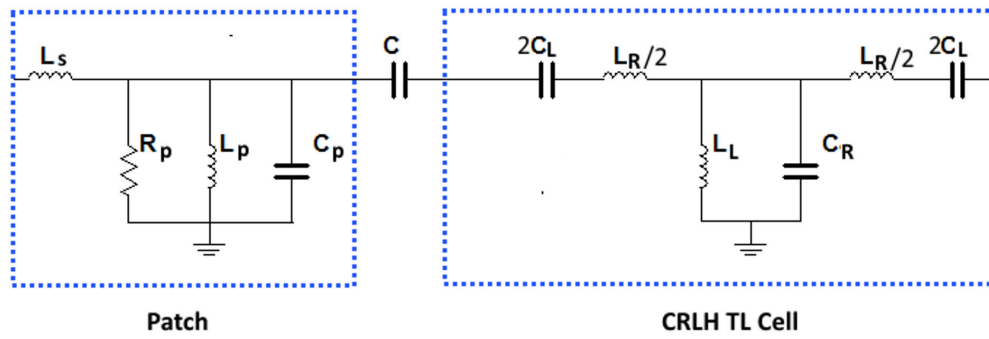 Ls
C
2CL
LR/2
LR/2
2CL
Rp
Lp
Cp
LL
CR
Patch
CRLH TL Cell